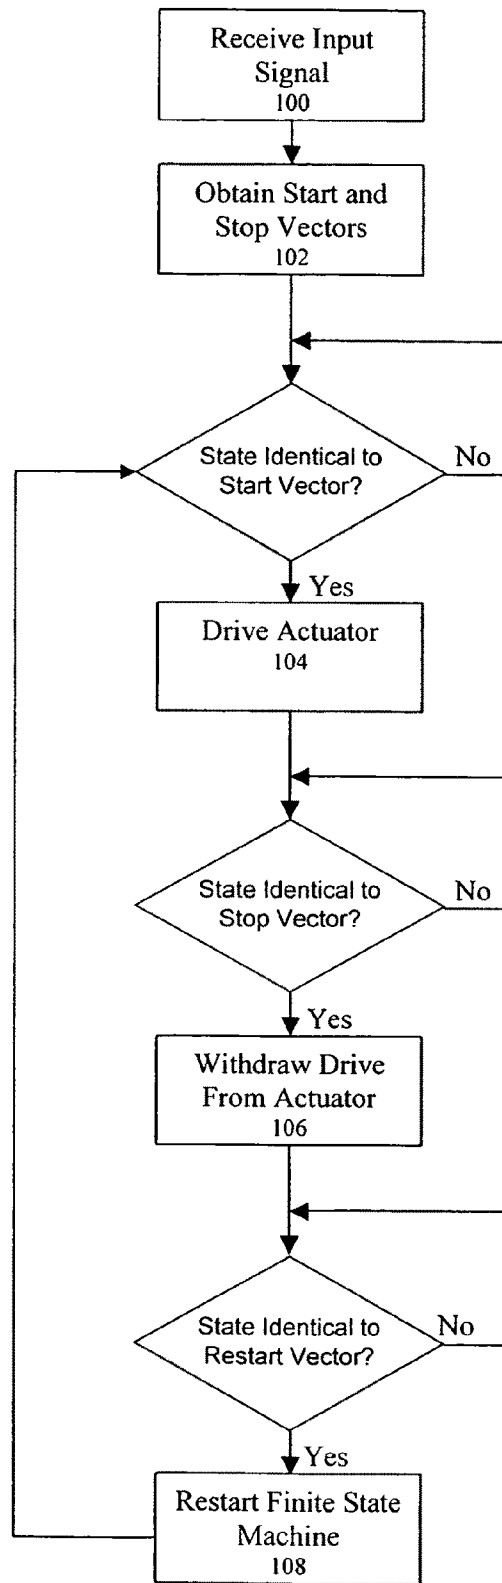 Receive Input
Signal
100
Obtain Start and
Stop Vectors
102
State Identical to
Start Vector?
No
Yes
Drive Actuator
104
State Identical to
Stop Vector?
No
Yes
Withdraw Drive
From Actuator
106
State Identical to
Restart Vector?
No
Yes
Restart Finite State
Machine
108